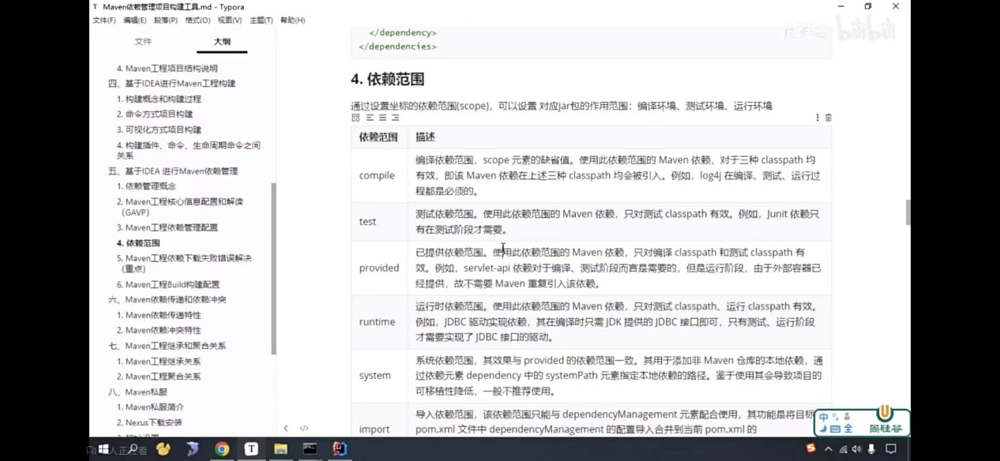 Maven依赖管理项目构建工具.md - Typora
文件(F) 编辑(E) 段落(P) 格式(O) 视图(V) 主题(T) 帮助(H)
文件 大纲
4. Maven工程项目结构说明
四、基于IDEA进行Maven工程构建
1. 构建概念和构建过程
2. 命令方式项目构建
3. 可视化方式项目构建
4. 构建插件、命令、生命周期命令之间
关系
五、基于IDEA 进行Maven依赖管理
1. 依赖管理概念
2. Maven工程核心信息配置和解读
（GAVP）
3. Maven工程依赖管理配置
4. 依赖范围
5. Maven工程依赖下载失败错误解决
（重点）
6. Maven工程Build构建配置
六、Maven依赖传递和依赖冲突
1. Maven依赖传递特性
2. Maven依赖冲突特性
七、Maven工程继承和聚合关系
1. Maven工程继承关系
2. Maven工程聚合关系
八、Maven私服
1. Maven私服简介
2. Nexus下载安装
</dependency>
</dependencies>
bilibili
4. 依赖范围
通过设置坐标的依赖范围(scope)，可以设置 对应jar包的作用范围：编译环境、测试环境、运行环境
依赖范围 描述
compile
编译依赖范围，scope 元素的缺省值。使用此依赖范围的 Maven 依赖，对于三种 classpath 均
有效，即该 Maven 依赖在上述三种 classpath 均会被引入。例如，log4j 在编译、测试、运行过
程都是必须的。
test
测试依赖范围。使用此依赖范围的 Maven 依赖，只对测试 classpath 有效。例如，Junit 依赖只
有在测试阶段才需要。
provided
已提供依赖范围。使用此依赖范围的 Maven 依赖，只对编译 classpath 和测试 classpath 有
效。例如，servlet-api 依赖对于编译、测试阶段而言是需要的，但是运行阶段，由于外部容器已
经提供，故不需要 Maven 重复引入该依赖。
runtime
运行时依赖范围。使用此依赖范围的 Maven 依赖，只对测试 classpath、运行 classpath 有效。
例如，JDBC 驱动实现依赖，其在编译时只需 JDK 提供的 JDBC 接口即可，只有测试、运行阶段
才需要实现了 JDBC 接口的驱动。
system
系统依赖范围，其效果与 provided 的依赖范围一致。其用于添加非 Maven 仓库的本地依赖，通
过依赖元素 dependency 中的 systemPath 元素指定本地依赖的路径。鉴于使用其会导致项目的
可移植性降低，一般不推荐使用。
import
导入依赖范围，该依赖范围只能与 dependencyManagement 元素配合使用，其功能是将目标
pom.xml 文件中 dependencyManagement 的配置导入合并到当前 pom.xml 的
中
全
尚硅谷
人正在看